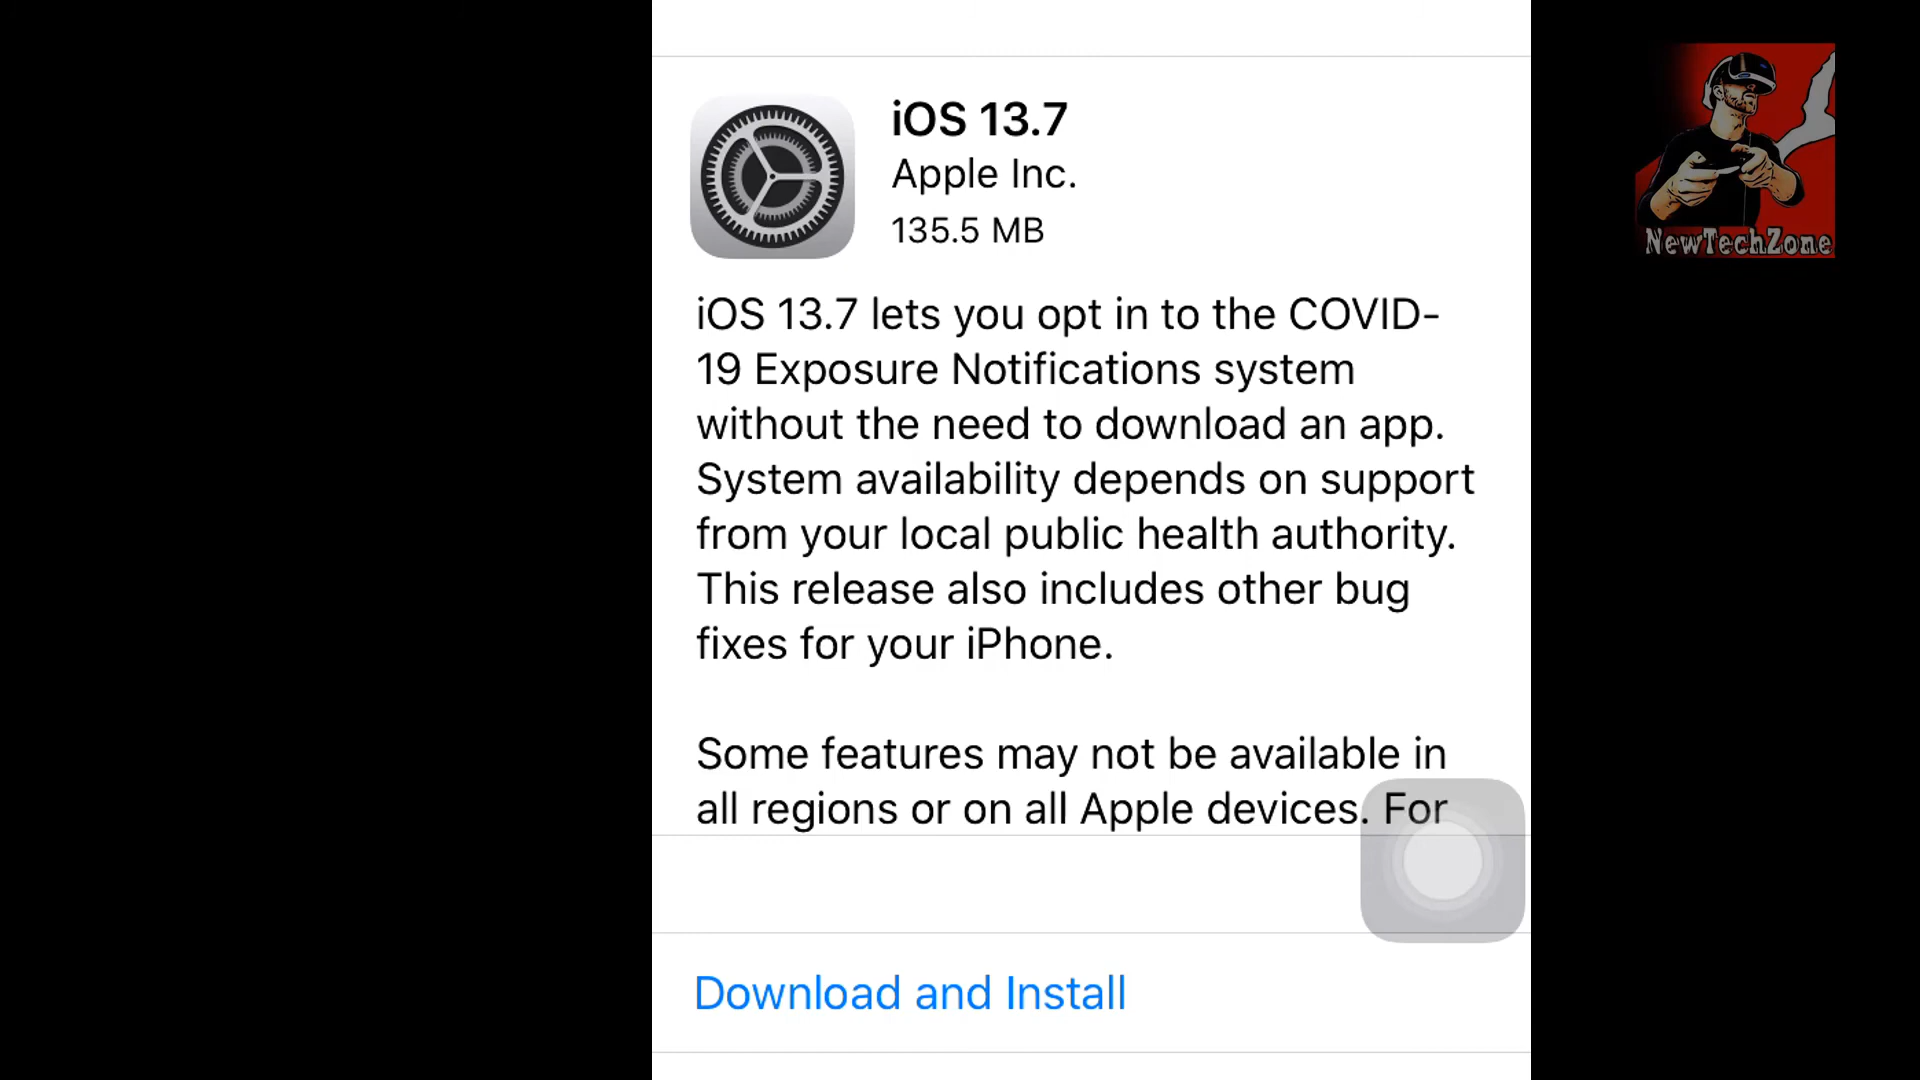 iOS 13.7
Apple Inc.
135.5 MB
iOS 13.7 lets you opt in to the COVID-
19 Exposure Notifications system
without the need to download an app.
System availability depends on support
from your local public health authority.
This release also includes other bug
fixes for your iPhone.
Some features may not be available in
all regions or on all Apple devices. For
Download and Install
NewTechZone